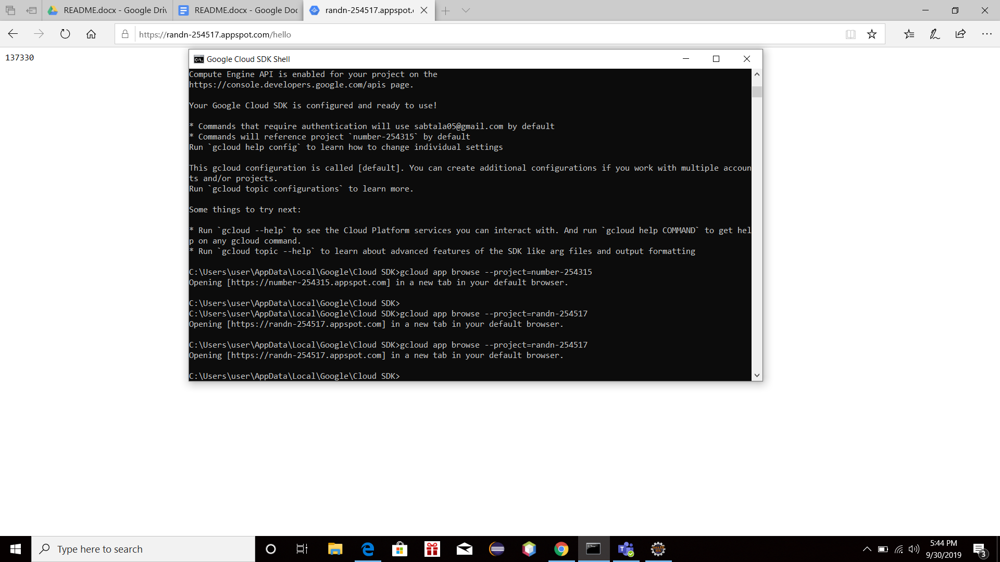 README.docx - Google Driv
README.docx - Google Doc
randn-254517.appspot.c
https://randn-254517.appspot.com/hello
137330
Google Cloud SDK Shell
Compute Engine API is enabled for your project on the
https://console.developers.google.com/apis page.
Your Google Cloud SDK is configured and ready to use!
* Commands that require authentication will use sabtala05@gmail.com by default
* Commands will reference project `number-254315` by default
Run `gcloud help config` to learn how to change individual settings
This gcloud configuration is called [default]. You can create additional configurations if you work with multiple accoun
ts and/or projects.
Run `gcloud topic configurations` to learn more.
Some things to try next:
* Run `gcloud --help` to see the Cloud Platform services you can interact with. And run `gcloud help COMMAND` to get hel
p on any gcloud command.
* Run `gcloud topic --help` to learn about advanced features of the SDK like arg files and output formatting
C:\Users\user\AppData\Local\Google\Cloud SDK>gcloud app browse --project=number-254315
Opening [https://number-254315.appspot.com] in a new tab in your default browser.
C:\Users\user\AppData\Local\Google\Cloud SDK>
C:\Users\user\AppData\Local\Google\Cloud SDK>gcloud app browse --project=randn-254517
Opening [https://randn-254517.appspot.com] in a new tab in your default browser.
C:\Users\user\AppData\Local\Google\Cloud SDK>gcloud app browse --project=randn-254517
Opening [https://randn-254517.appspot.com] in a new tab in your default browser.
C:\Users\user\AppData\Local\Google\Cloud SDK>
Type here to search
5:44 PM
9/30/2019
3